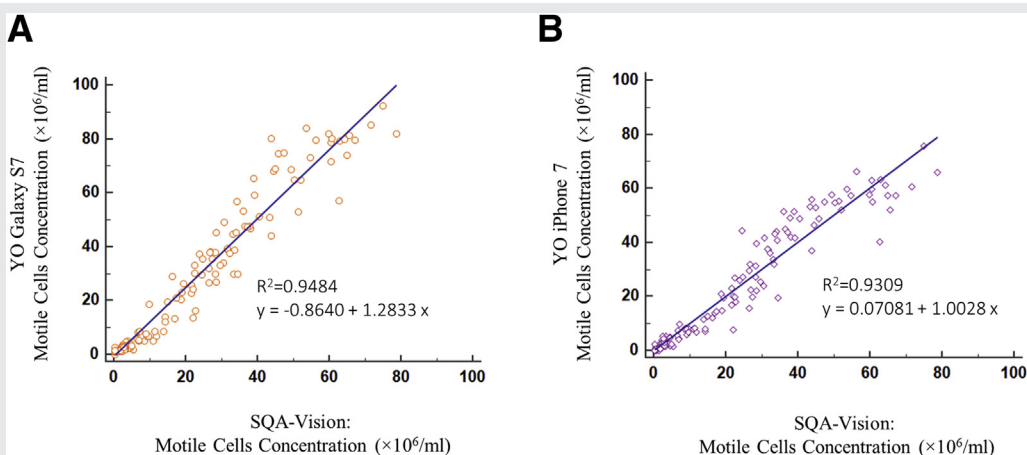 A
YO Galaxy S7
Motile Cells Concentration (×10⁶/ml)
100
80
60
40
20
0
R²=0.9484
y = -0.8640 + 1.2833 x
0 20 40 60 80 100
SQA-Vision:
Motile Cells Concentration (×10⁶/ml)
B
YO iPhone 7
Motile Cells Concentration (×10⁶/ml)
100
80
60
40
20
0
R²=0.9309
y = 0.07081 + 1.0028 x
0 20 40 60 80 100
SQA-Vision:
Motile Cells Concentration (×10⁶/ml)